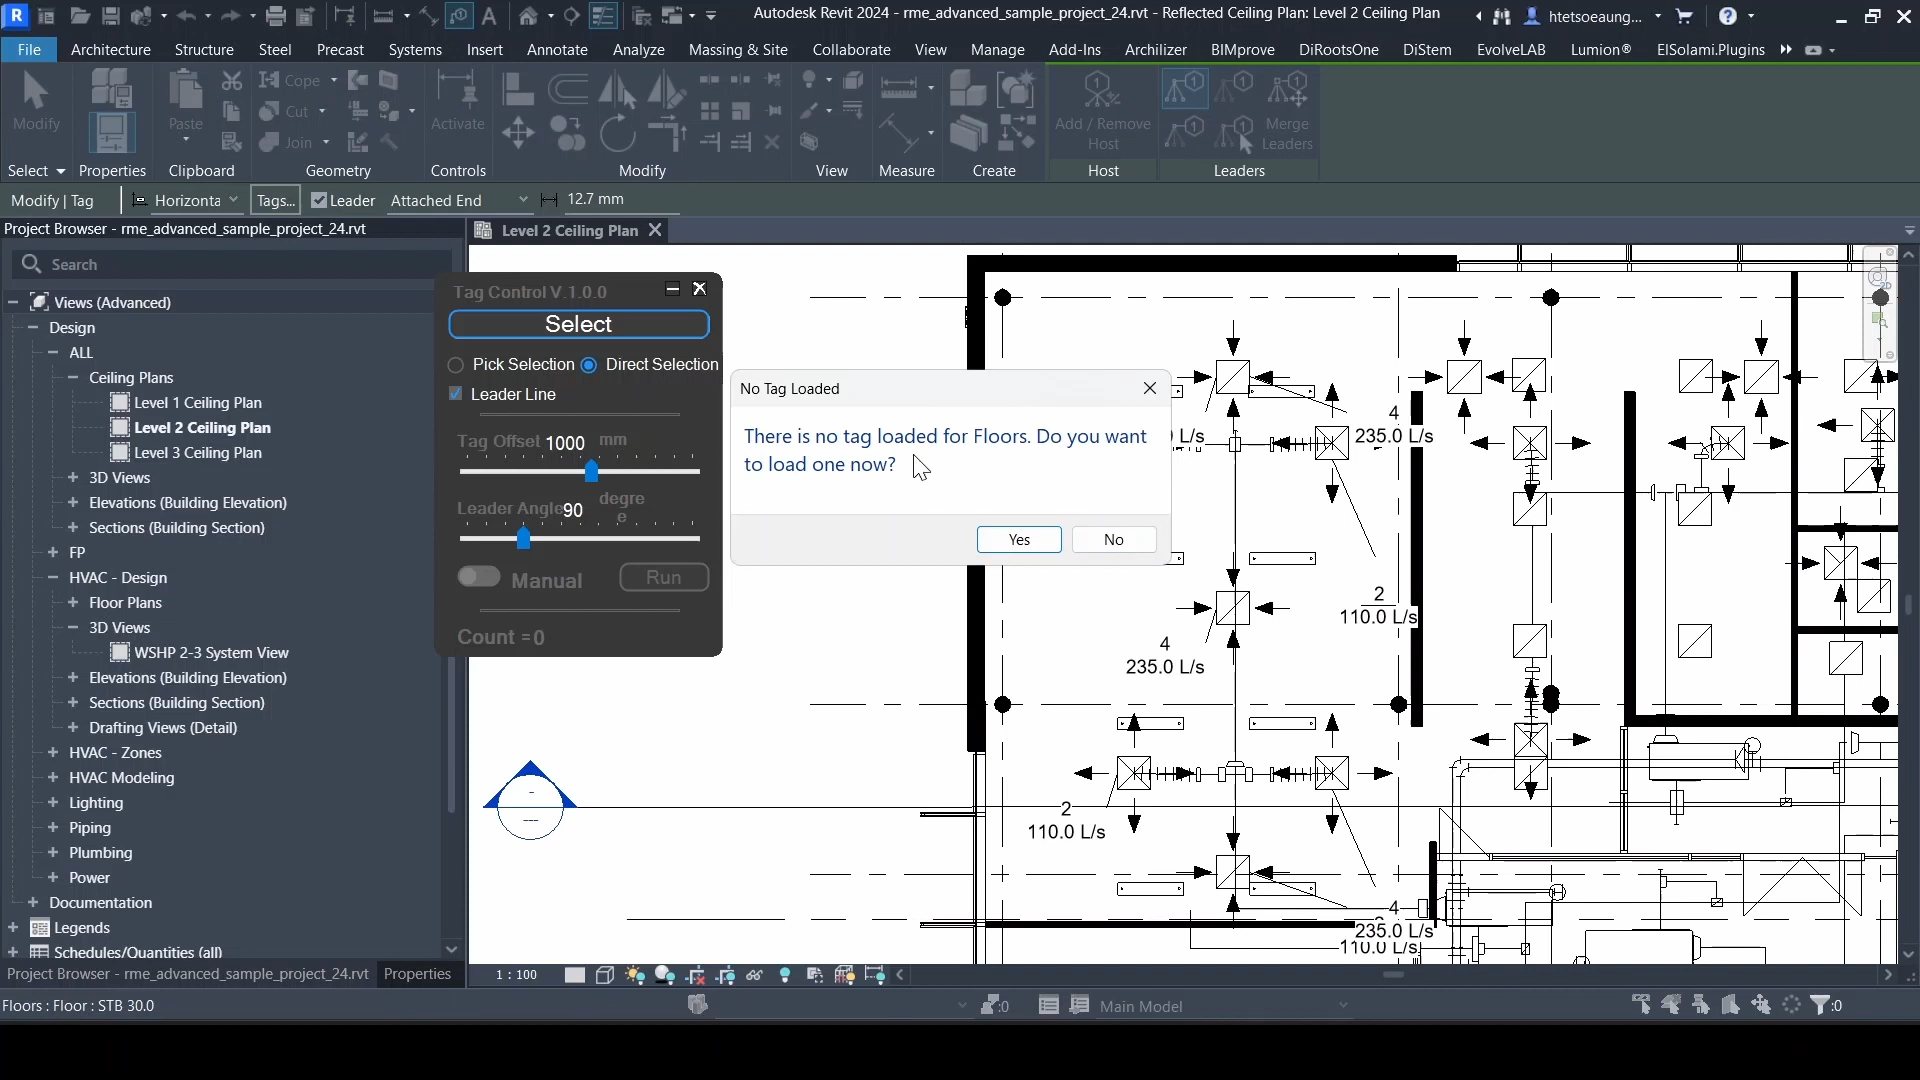 Autodesk Revit 2024 - rme_advanced_sample_project_24.rvt - Reflected Ceiling Plan: Level 2 Ceiling Plan
htetsoeaung...
File Architecture Structure Steel Precast Systems Insert Annotate Analyze Massing & Site Collaborate View Manage Add-Ins Archilizer BIMprove DiRootsOne DiStem EvolveLAB Lumion® ElSolami.Plugins
Modify
Paste
Cope
Cut
Join
Activate
Add / Remove
Host
Merge
Leaders
Select Properties Clipboard Geometry Controls Modify View Measure Create Host Leaders
Modify | Tag Horizonta Tags... Leader Attached End 12.7 mm
Project Browser - rme_advanced_sample_project_24.rvt
Level 2 Ceiling Plan
Search
Views (Advanced)
Design
ALL
Ceiling Plans
Level 1 Ceiling Plan
Level 2 Ceiling Plan
Level 3 Ceiling Plan
3D Views
Elevations (Building Elevation)
Sections (Building Section)
FP
HVAC - Design
Floor Plans
3D Views
WSHP 2-3 System View
Elevations (Building Elevation)
Sections (Building Section)
Drafting Views (Detail)
HVAC - Zones
HVAC Modeling
Lighting
Piping
Plumbing
Power
Documentation
Legends
Schedules/Quantities (all)
Project Browser - rme_advanced_sample_project_24.rvt Properties
Tag Control V.1.0.0
Select
Pick Selection Direct Selection
Leader Line
Tag Offset 1000 mm
Leader Angle 90 degre
e
Manual Run
Count = 0
No Tag Loaded
There is no tag loaded for Floors. Do you want
to load one now?
Yes No
L/s
4
235.0 L/s
2
110.0 L/s
4
235.0 L/s
2
110.0 L/s
4
235.0 L/s
110.0 L/s
1 : 100
Floors : Floor : STB 30.0
:0
Main Model
:0